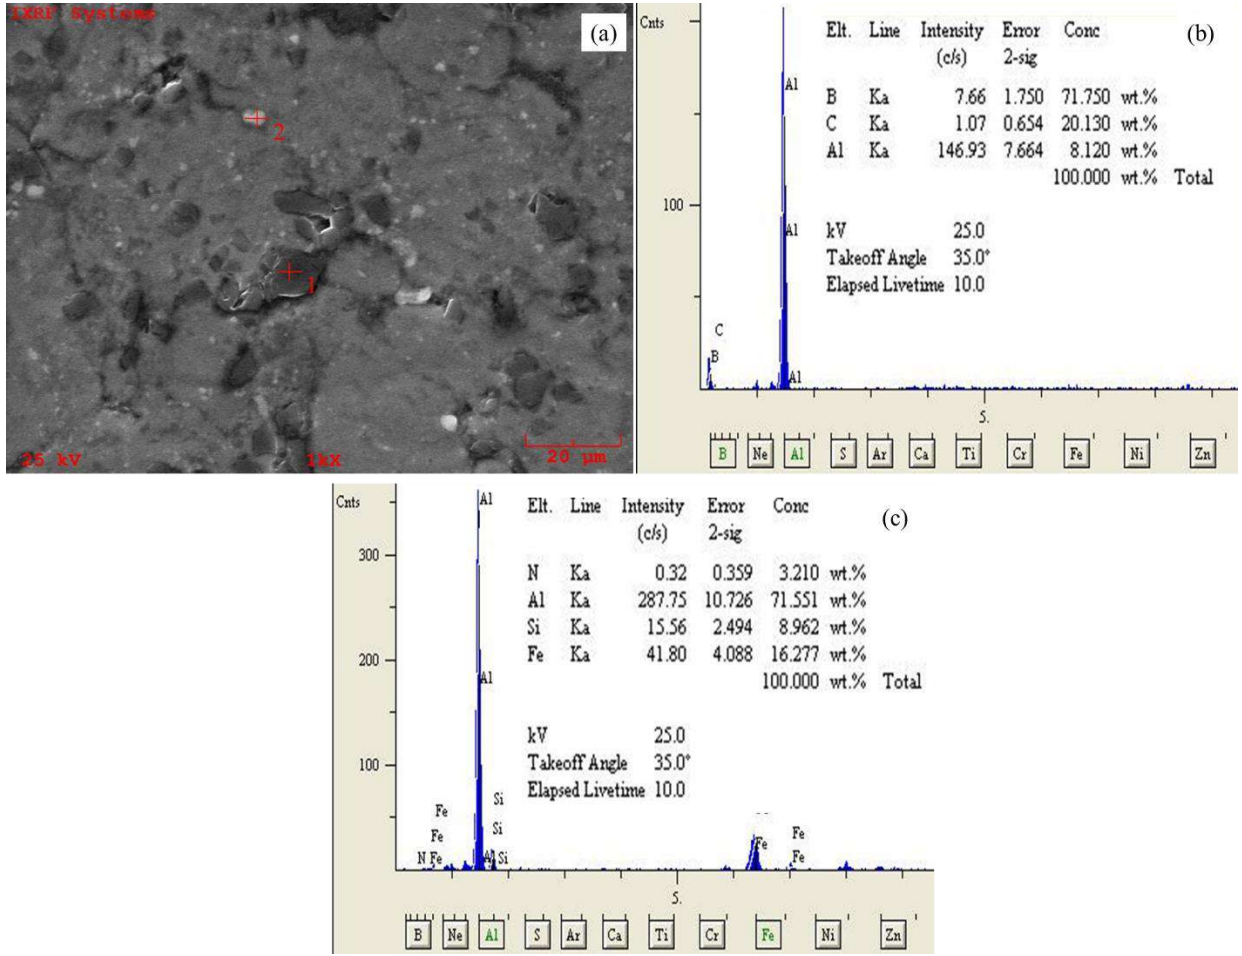 IXRF Systems
(a)
2
1
25 kV
1kX
20 µm
Cnts
(b)
Elt. Line Intensity Error Conc
(c/s) 2-sig
B Ka 7.66 1.750 71.750 wt.%
C Ka 1.07 0.654 20.130 wt.%
Al Ka 146.93 7.664 8.120 wt.%
100.000 wt.% Total
kV 25.0
Takeoff Angle 35.0°
Elapsed Livetime 10.0
Al
Al
Al
100
C
B
5.
B Ne Al S Ar Ca Ti Cr Fe Ni Zn
Cnts
(c)
Elt. Line Intensity Error Conc
(c/s) 2-sig
N Ka 0.32 0.359 3.210 wt.%
Al Ka 287.75 10.726 71.551 wt.%
Si Ka 15.56 2.494 8.962 wt.%
Fe Ka 41.80 4.088 16.277 wt.%
100.000 wt.% Total
kV 25.0
Takeoff Angle 35.0°
Elapsed Livetime 10.0
300
200
100
Al
Al
Fe
Fe
N Fe
Si
Si
Al Si
Fe
Fe
Fe
5.
B Ne Al S Ar Ca Ti Cr Fe Ni Zn